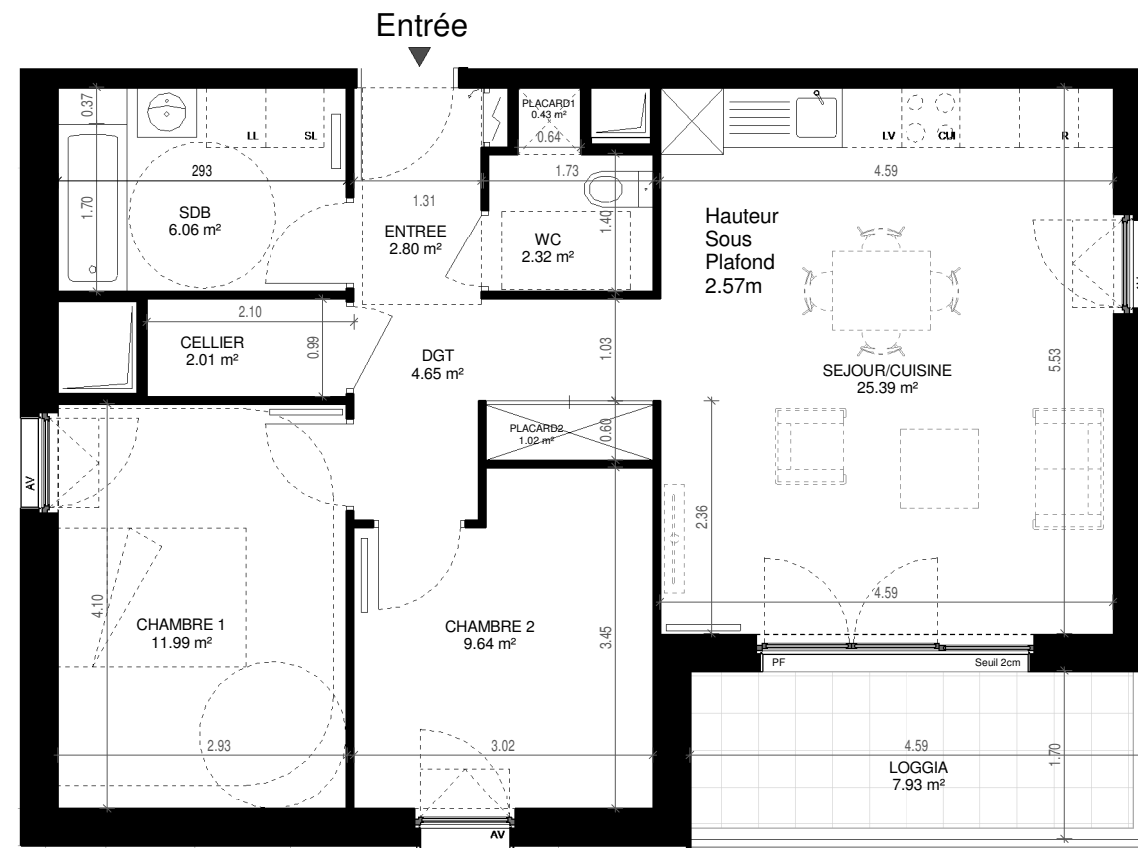 Entrée
0.37
LL
SL
293
1.70
SDB
6.06 m²
1.31
ENTREE
2.80 m²
PLACARD1
0.43 m²
0.64
1.73
1.40
WC
2.32 m²
LV
CUI
R
4.59
Hauteur
Sous
Plafond
2.57m
2.10
CELLIER
2.01 m²
0.99
DGT
4.65 m²
1.03
SEJOUR/CUISINE
25.39 m²
5.53
PLACARD2
1.02 m²
0.60
AV
2.36
4.10
CHAMBRE 1
11.99 m²
CHAMBRE 2
9.64 m²
3.45
4.59
PF
Seuil 2cm
2.93
3.02
4.59
1.70
LOGGIA
7.93 m²
AV